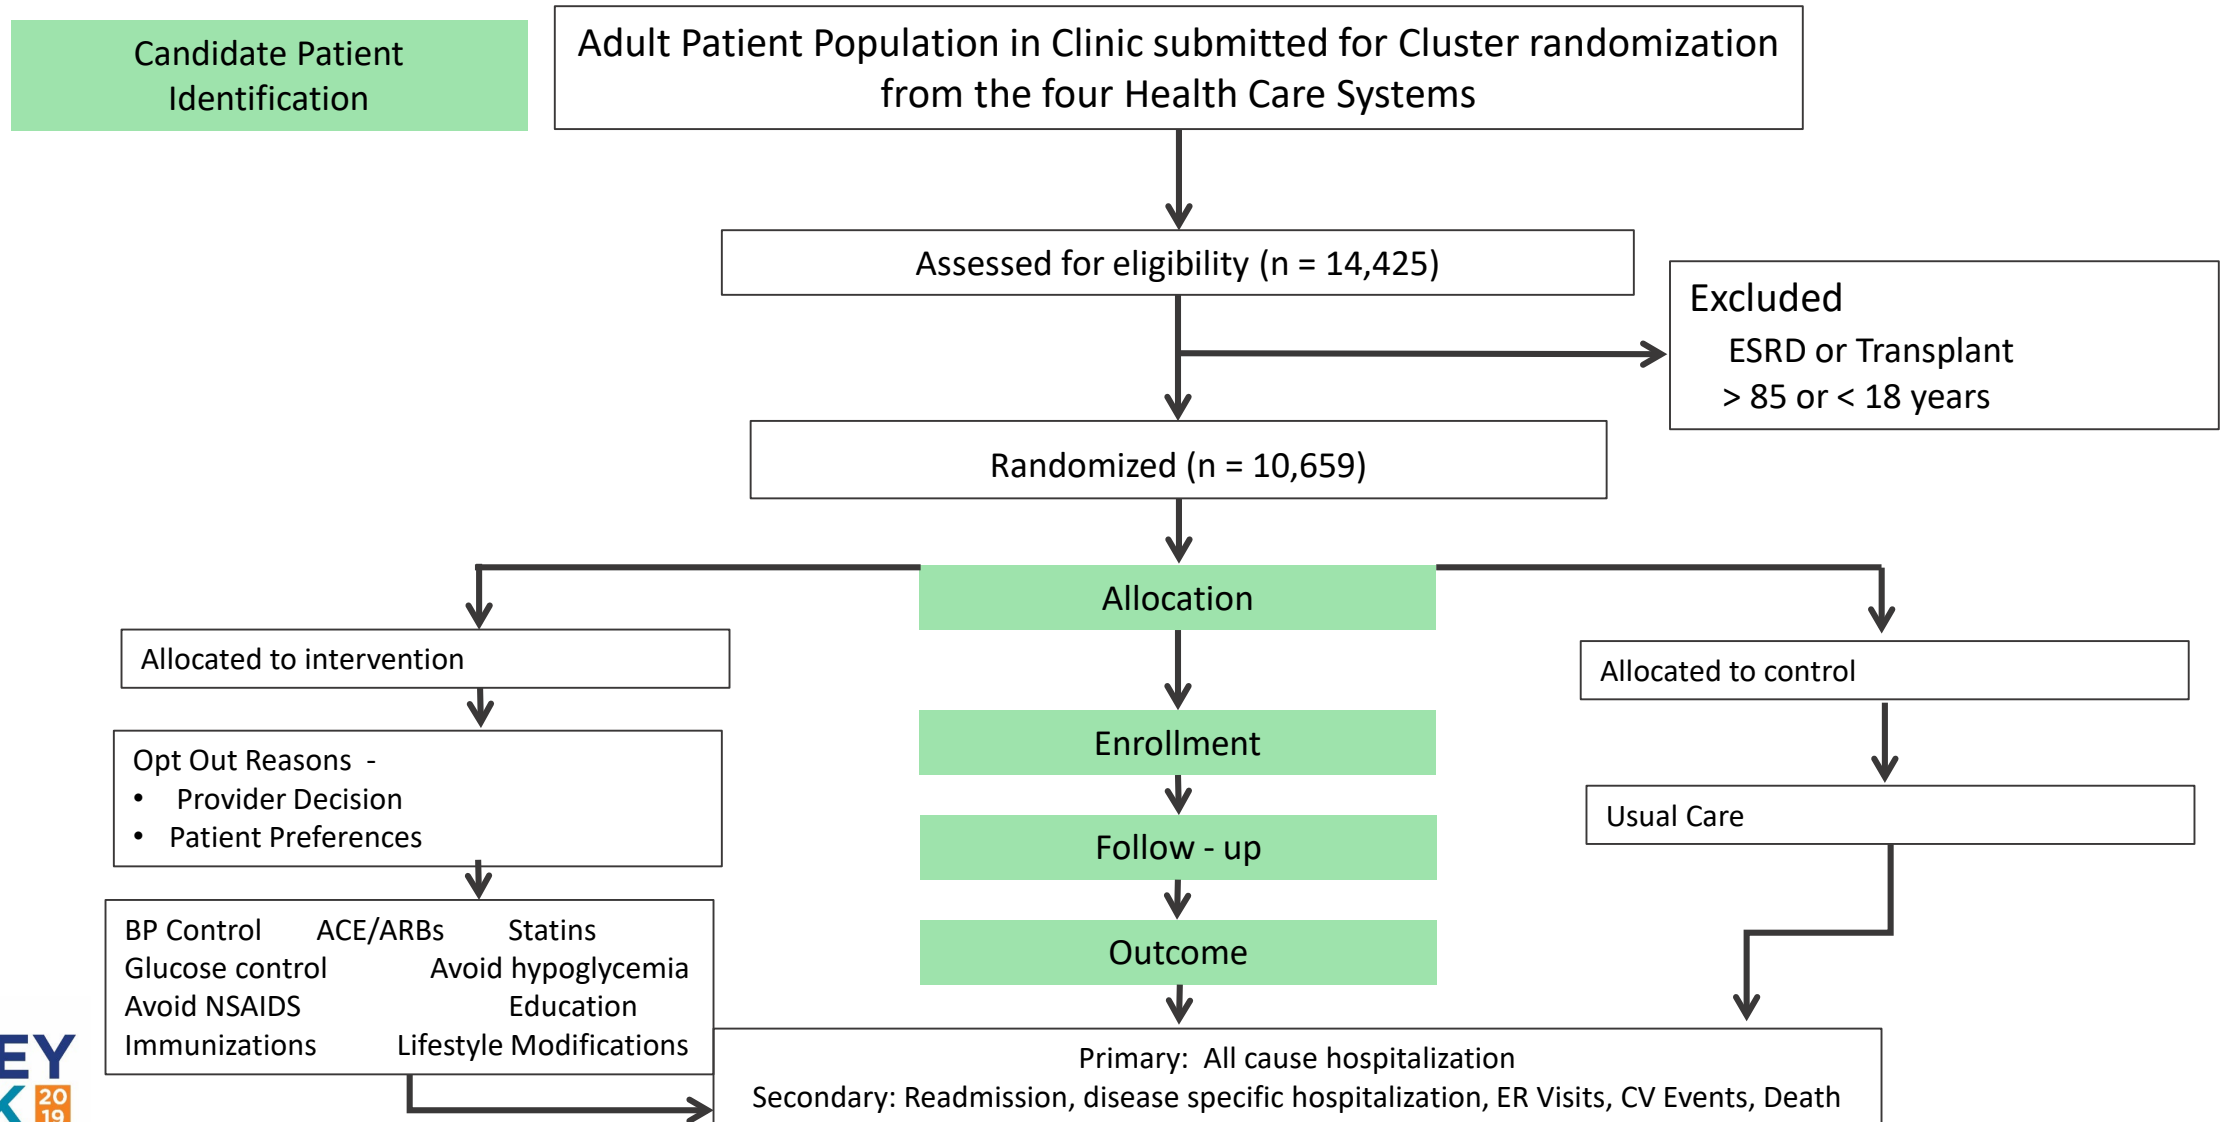 Candidate Patient
Identification
Adult Patient Population in Clinic submitted for Cluster randomization
from the four Health Care Systems
Assessed for eligibility (n = 14,425)
Excluded
ESRD or Transplant
> 85 or < 18 years
Randomized (n = 10,659)
Allocation
Allocated to intervention
Allocated to control
Opt Out Reasons -
• Provider Decision
• Patient Preferences
Enrollment
Usual Care
Follow - up
BP Control ACE/ARBs Statins
Glucose control Avoid hypoglycemia
Avoid NSAIDS Education
Immunizations Lifestyle Modifications
Outcome
Primary: All cause hospitalization
Secondary: Readmission, disease specific hospitalization, ER Visits, CV Events, Death
EY
K 20
19